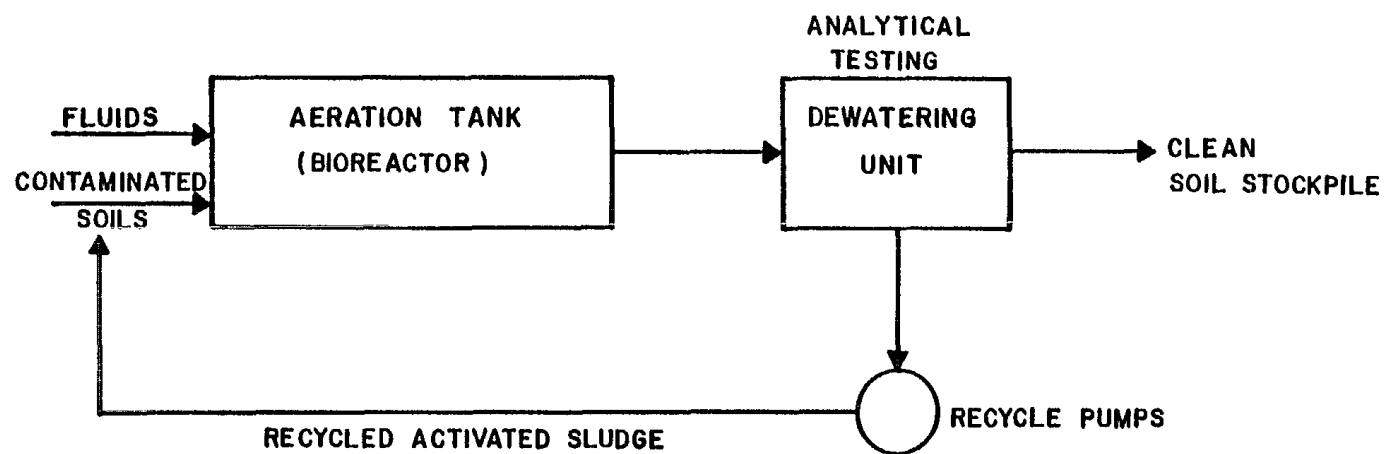 ANALYTICAL
TESTING
FLUIDS
CONTAMINATED
SOILS
AERATION TANK
(BIOREACTOR)
DEWATERING
UNIT
CLEAN
SOIL STOCKPILE
RECYCLE PUMPS
RECYCLED ACTIVATED SLUDGE